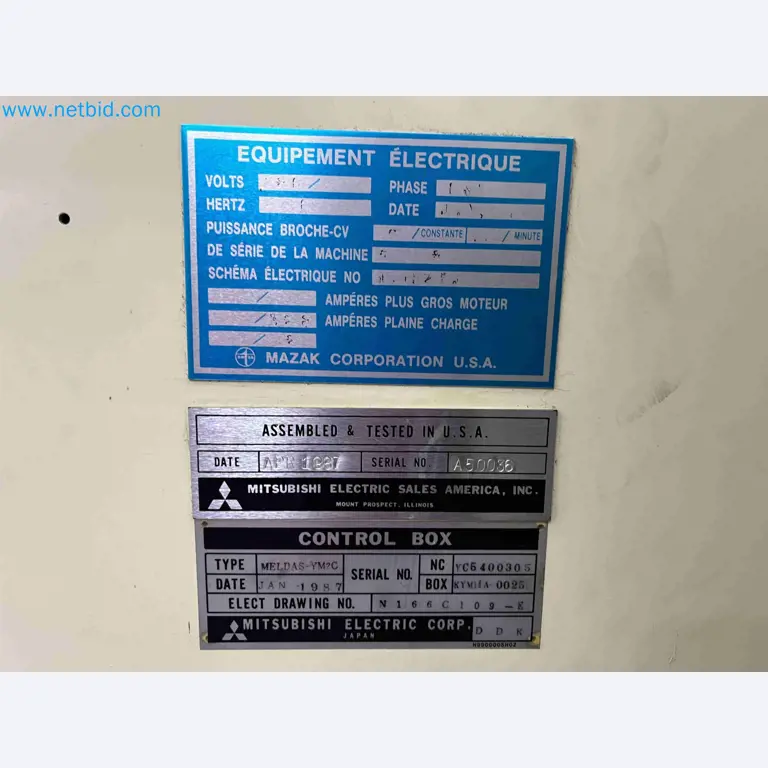 www.netbid.com
EQUIPEMENT ÉLECTRIQUE
VOLTS PHASE
HERTZ DATE
PUISSANCE BROCHE-CV /CONSTANTE / MINUTE
DE SÉRIE DE LA MACHINE
SCHÉMA ÉLECTRIQUE NO
AMPÉRES PLUS GROS MOTEUR
AMPÉRES PLAINE CHARGE
MAZAK CORPORATION U.S.A.
ASSEMBLED & TESTED IN U.S.A.
DATE APR 1987 SERIAL NO. A50036
MITSUBISHI ELECTRIC SALES AMERICA, INC.
MOUNT PROSPECT, ILLINOIS
CONTROL BOX
TYPE SERIAL NO. NC YC6400305
DATE JAN 1987 BOX
ELECT DRAWING NO. N166C109-E
MITSUBISHI ELECTRIC CORP. DDK
JAPAN